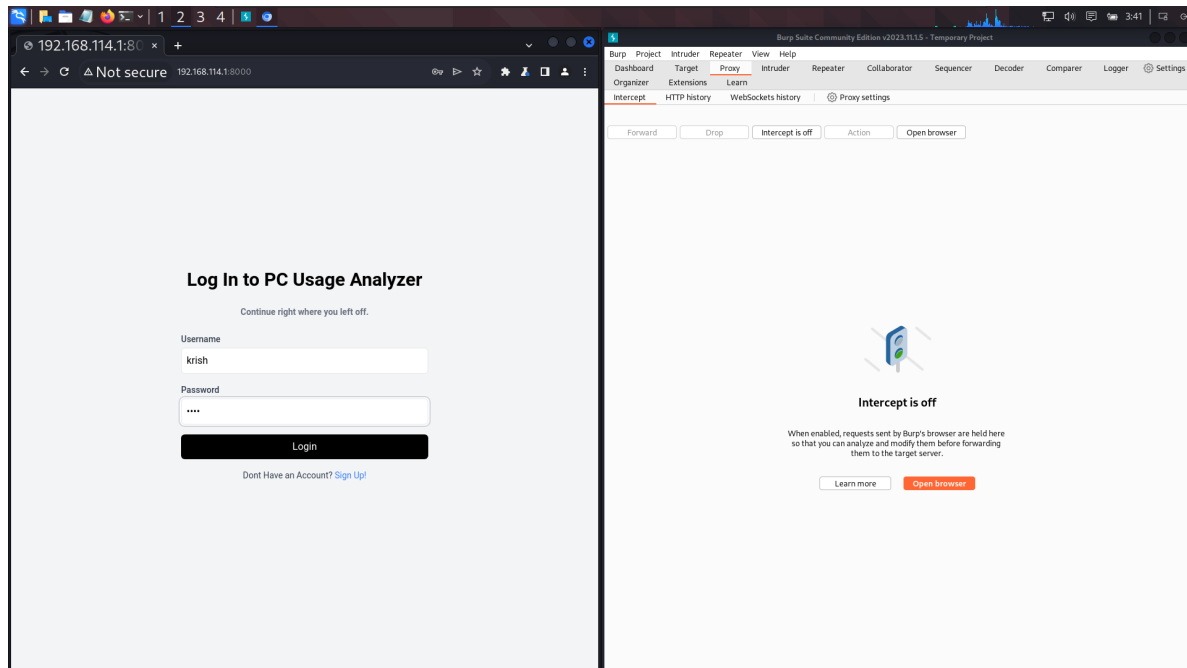 1 2 3 4
3:41
192.168.114.1:80
Not secure 192.168.114.1:8000
Log In to PC Usage Analyzer
Continue right where you left off.
Username
krish
Password
••••
Login
Dont Have an Account? Sign Up!
Burp Suite Community Edition v2023.11.1.5 - Temporary Project
Burp Project Intruder Repeater View Help
Dashboard Target Proxy Intruder Repeater Collaborator Sequencer Decoder Comparer Logger Settings
Organizer Extensions Learn
Intercept HTTP history WebSockets history Proxy settings
Forward Drop Intercept is off Action Open browser
Intercept is off
When enabled, requests sent by Burp's browser are held here
so that you can analyze and modify them before forwarding
them to the target server.
Learn more Open browser